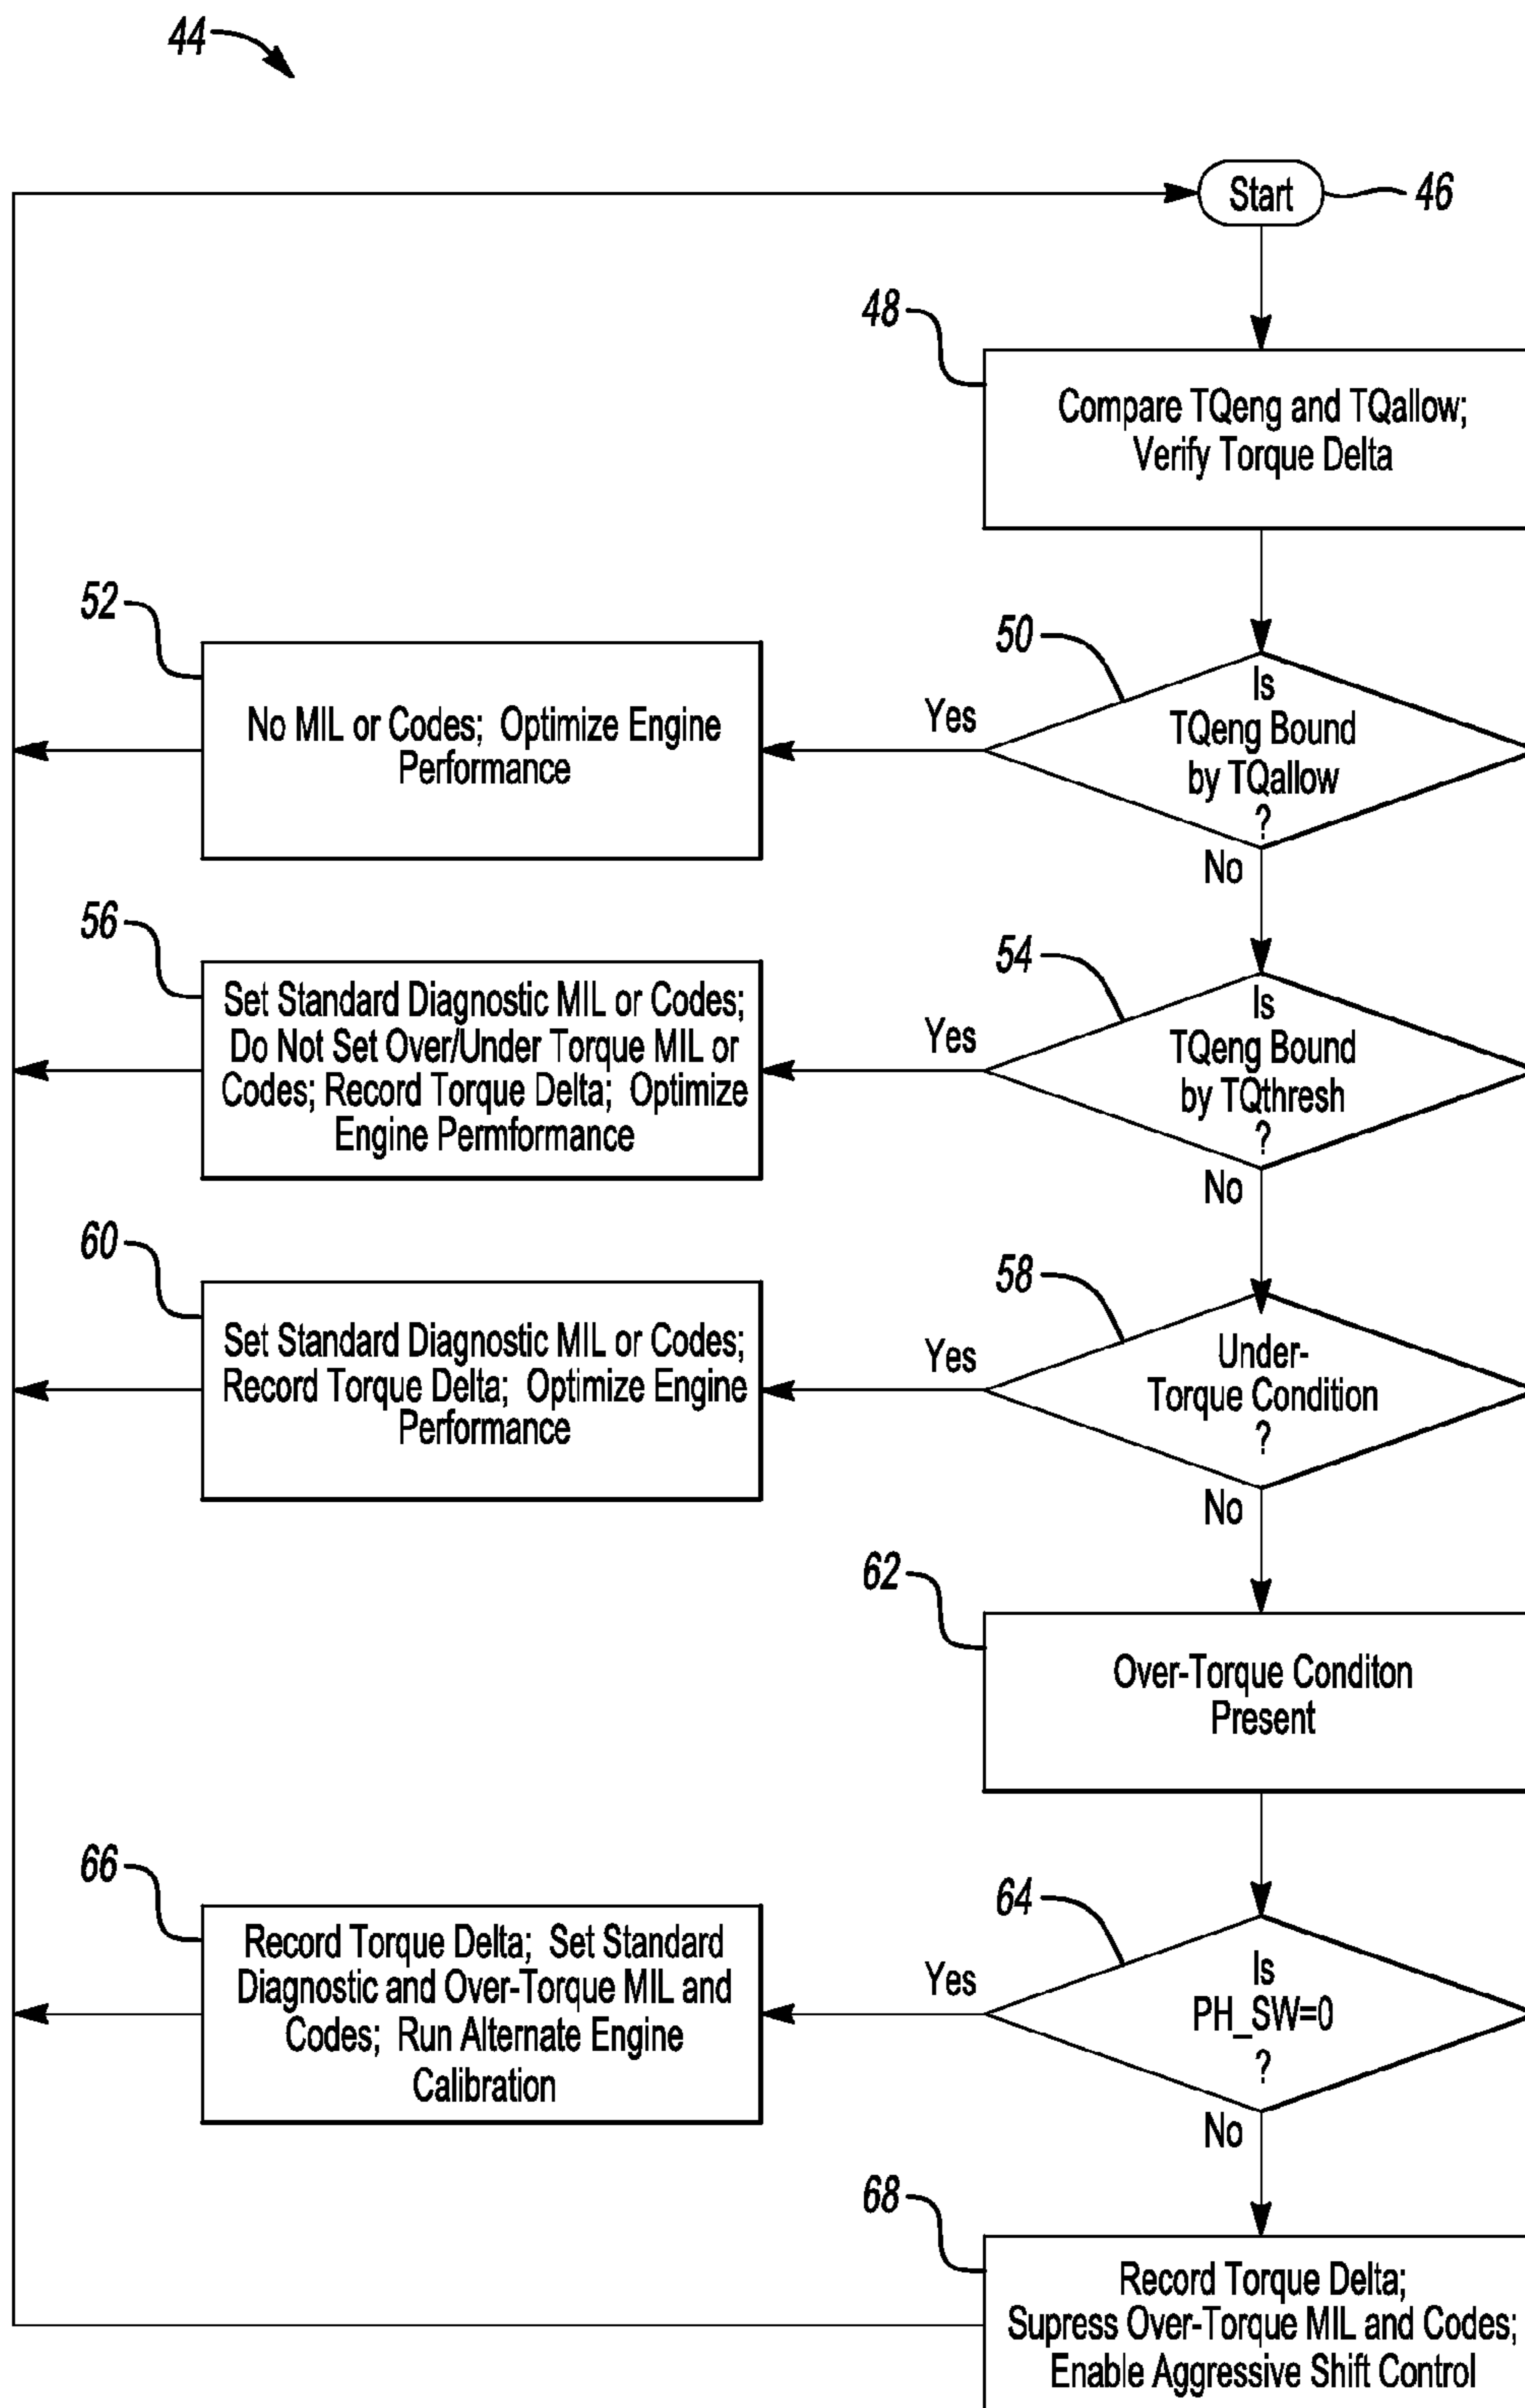 44
Start
46
48
Compare TQeng and TQallow;
Verify Torque Delta
50
Is
TQeng Bound
by TQallow
?
Yes
No
52
No MIL or Codes; Optimize Engine
Performance
54
Is
TQeng Bound
by TQthresh
?
Yes
No
56
Set Standard Diagnostic MIL or Codes;
Do Not Set Over/Under Torque MIL or
Codes; Record Torque Delta; Optimize
Engine Permformance
58
Under-
Torque Condition
?
Yes
No
60
Set Standard Diagnostic MIL or Codes;
Record Torque Delta; Optimize Engine
Performance
62
Over-Torque Conditon
Present
64
Is
PH_SW=0
?
Yes
No
66
Record Torque Delta; Set Standard
Diagnostic and Over-Torque MIL and
Codes; Run Alternate Engine
Calibration
68
Record Torque Delta;
Supress Over-Torque MIL and Codes;
Enable Aggressive Shift Control